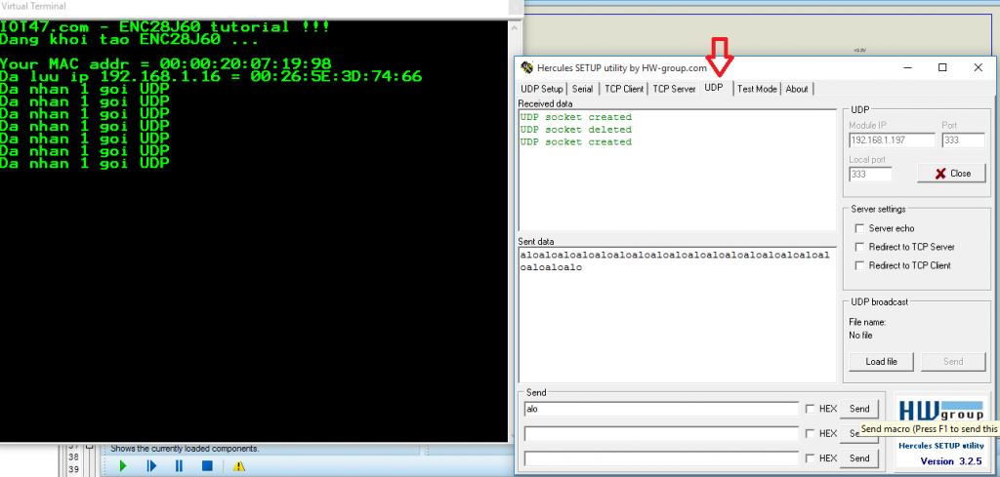 Virtual Terminal
IOT47.com - ENC28J60 tutorial !!!
Dang khoi tao ENC28J60 ...
Your MAC addr = 00:00:20:07:19:98
Da luu ip 192.168.1.16 = 00:26:5E:3D:74:66
Da nhan 1 goi UDP
Da nhan 1 goi UDP
Da nhan 1 goi UDP
Da nhan 1 goi UDP
Da nhan 1 goi UDP
Da nhan 1 goi UDP
Da nhan 1 goi UDP
Hercules SETUP utility by HW-group.com
UDP Setup Serial TCP Client TCP Server UDP Test Mode About
Received data
UDP socket created
UDP socket deleted
UDP socket created
Sent data
aloaloaloaloaloaloaloaloaloaloaloaloaloaloaloaloal
oaloaloalo
UDP
Module IP Port
192.168.1.197 333
Local port
333 Close
Server settings
Server echo
Redirect to TCP Server
Redirect to TCP Client
UDP broadcast
File name:
No file
Load file Send
Send
alo HEX Send
HEX
HEX Send
HWgroup
Send macro (Press F1 to send this
Hercules SETUP utility
Version 3.2.5
38
39
Shows the currently loaded components.